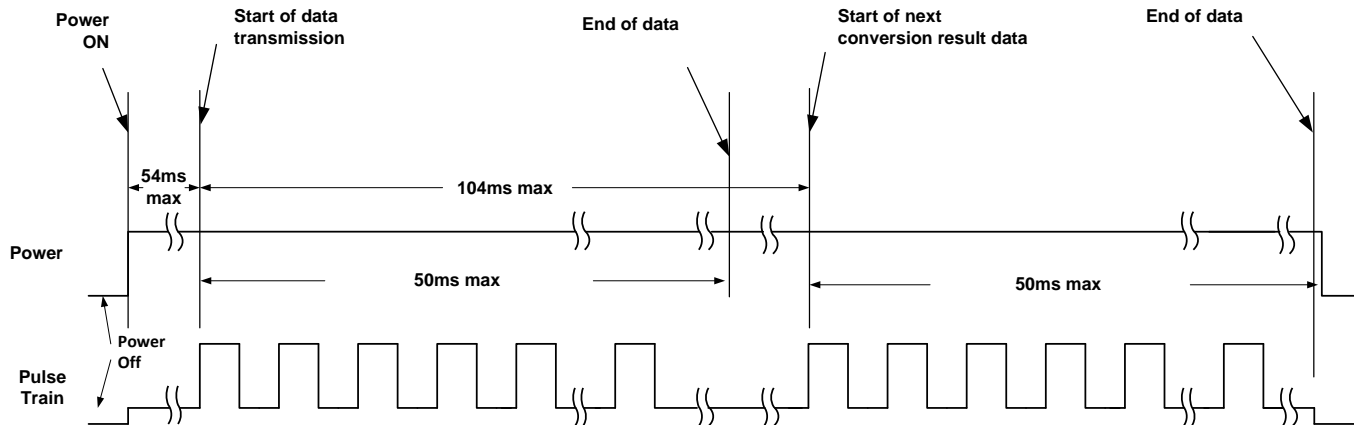 Power
ON
Start of data
transmission
End of data
Start of next
conversion result data
End of data
54ms
max
104ms max
Power
50ms max
50ms max
Power
Off
Pulse
Train